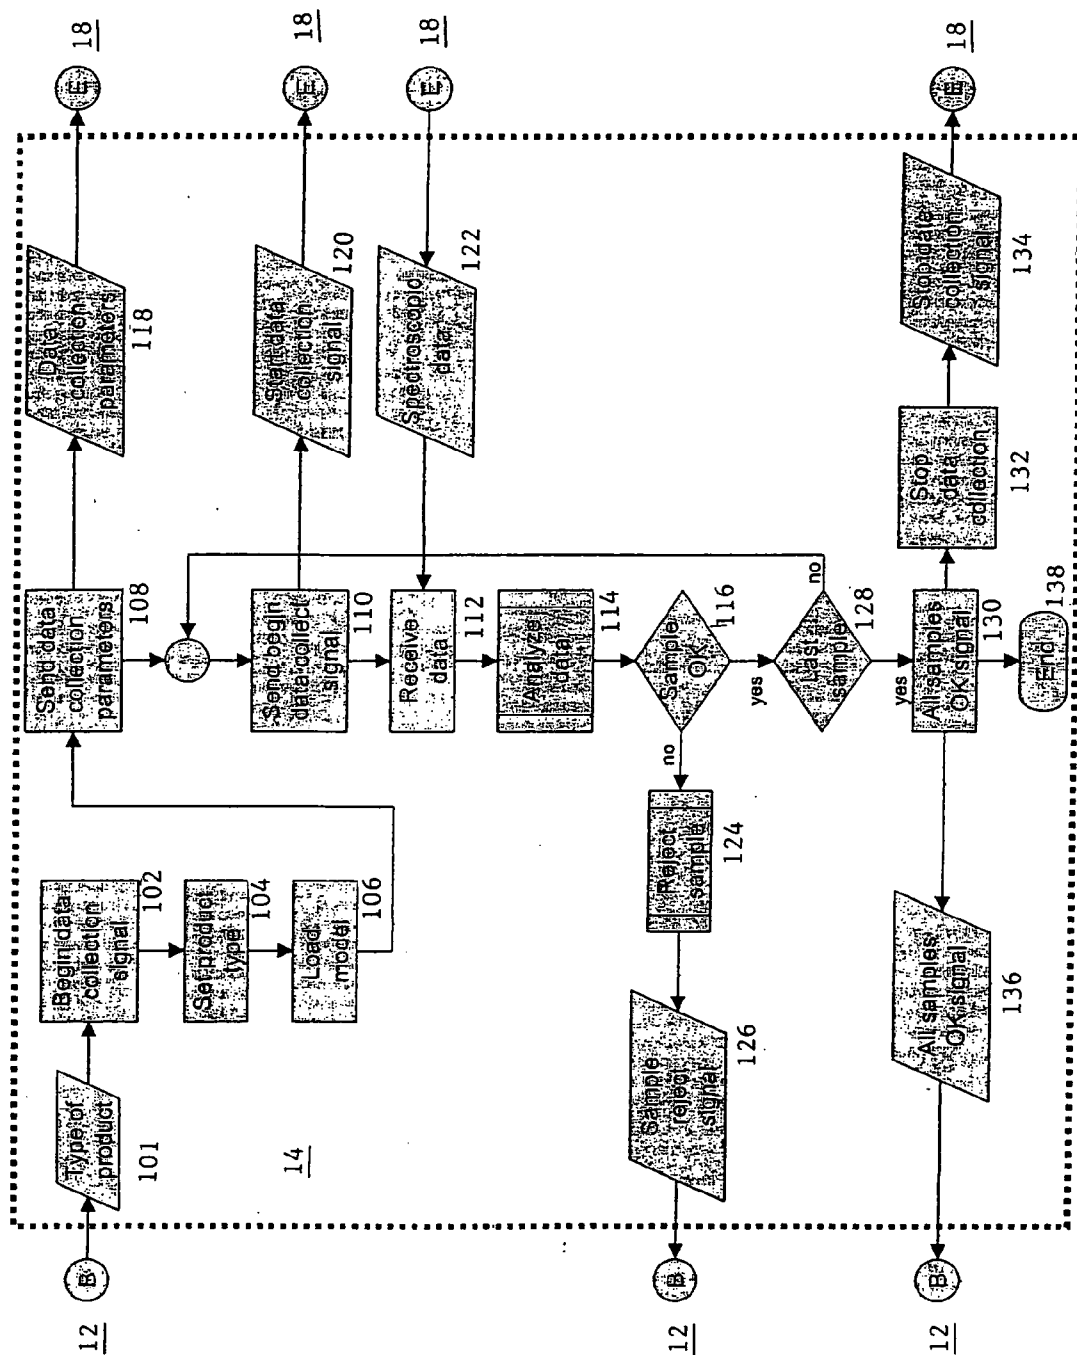 B
12
Type of
product
101
Begin data
collection
signal
102
Set product
type
104
Load
model
106
14
Send data
collection
parameters
108
Data
collection
parameters
118
E
18
Send begin
data collect
signal
110
Start data
collection
signal
120
E
18
Receive
data
112
Spectroscopic
data
122
E
18
Analyze
data
114
Sample
OK
116
no
yes
Reject
sample
124
Sample
reject
signal
126
B
12
Last
sample
128
no
yes
All samples
OK signal
130
Stop
data
collection
132
Stop data
collection
signal
134
E
18
All samples
OK signal
136
B
12
End
138